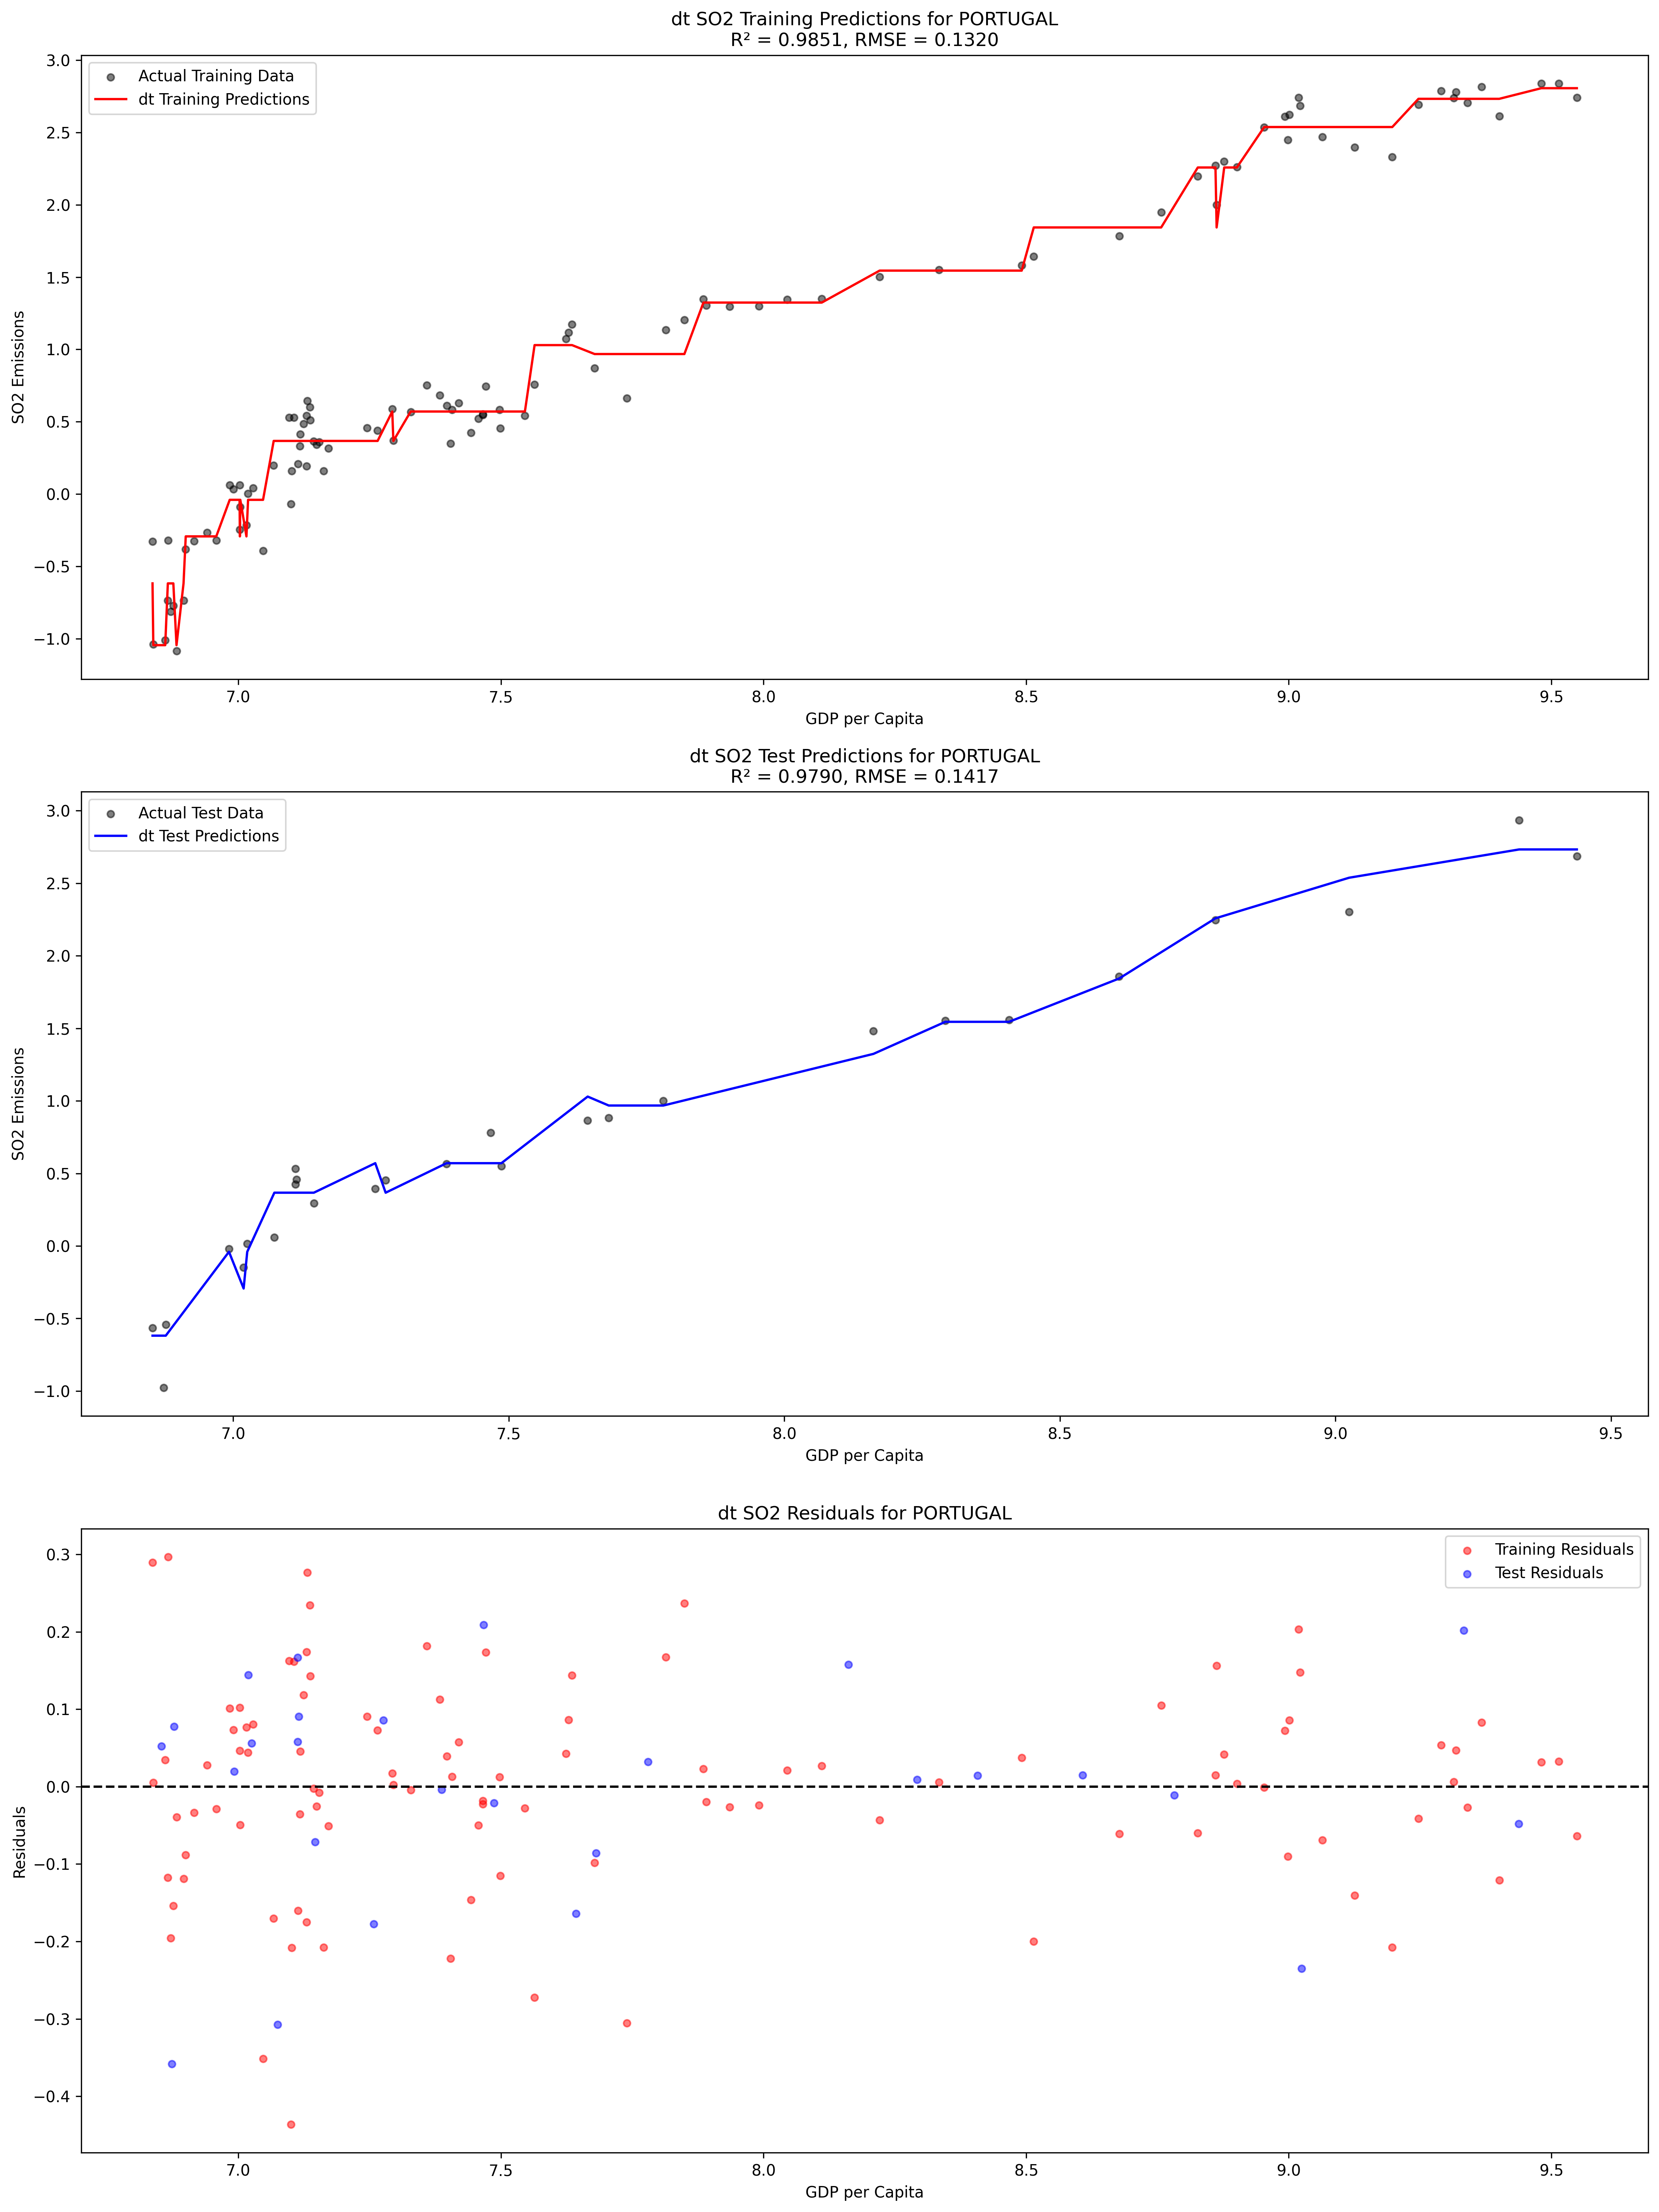 dt SO2 Training Predictions for PORTUGAL
R² = 0.9851, RMSE = 0.1320
Actual Training Data
dt Training Predictions
3.0
2.5
2.0
1.5
1.0
0.5
0.0
−0.5
−1.0
SO2 Emissions
7.0 7.5 8.0 8.5 9.0 9.5
GDP per Capita
dt SO2 Test Predictions for PORTUGAL
R² = 0.9790, RMSE = 0.1417
Actual Test Data
dt Test Predictions
3.0
2.5
2.0
1.5
1.0
0.5
0.0
−0.5
−1.0
SO2 Emissions
7.0 7.5 8.0 8.5 9.0 9.5
GDP per Capita
dt SO2 Residuals for PORTUGAL
Training Residuals
Test Residuals
0.3
0.2
0.1
0.0
−0.1
−0.2
−0.3
−0.4
Residuals
7.0 7.5 8.0 8.5 9.0 9.5
GDP per Capita